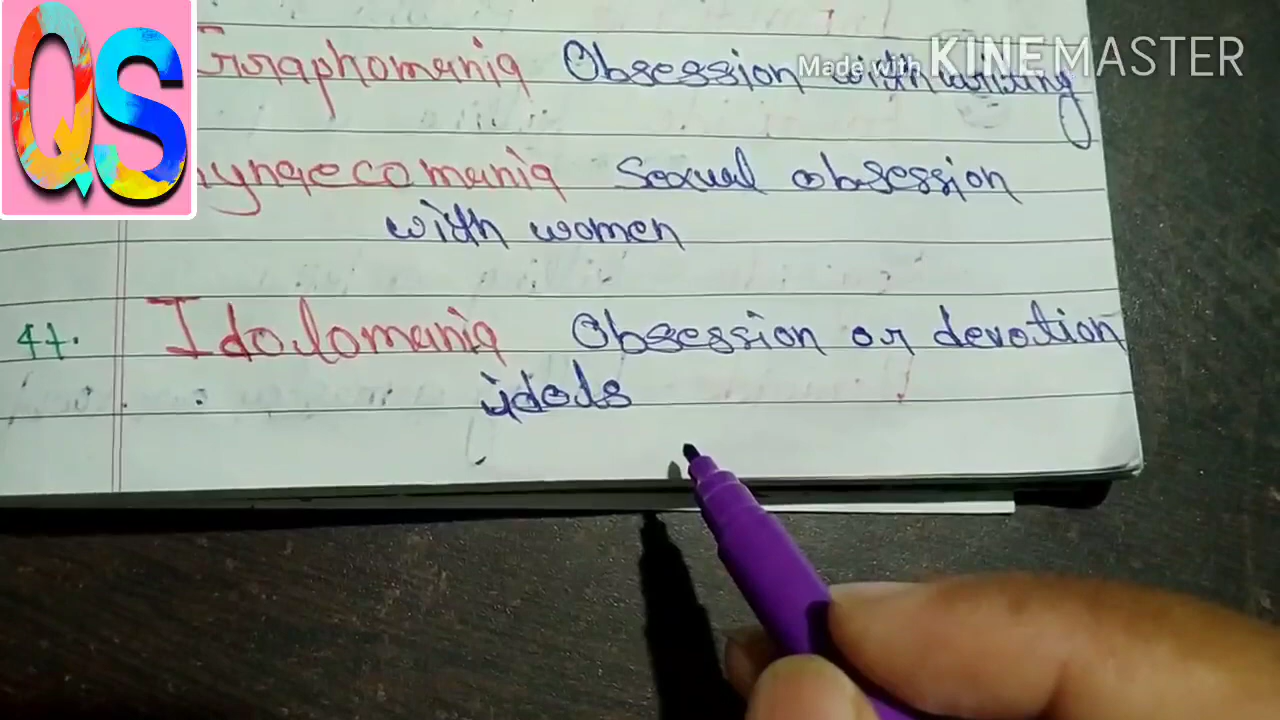 QS
Made with KINEMASTER
Graphomania Obsession with writing
Gynaecomania Sexual obsession
with women
47. Idolomania Obsession or devotion
idols